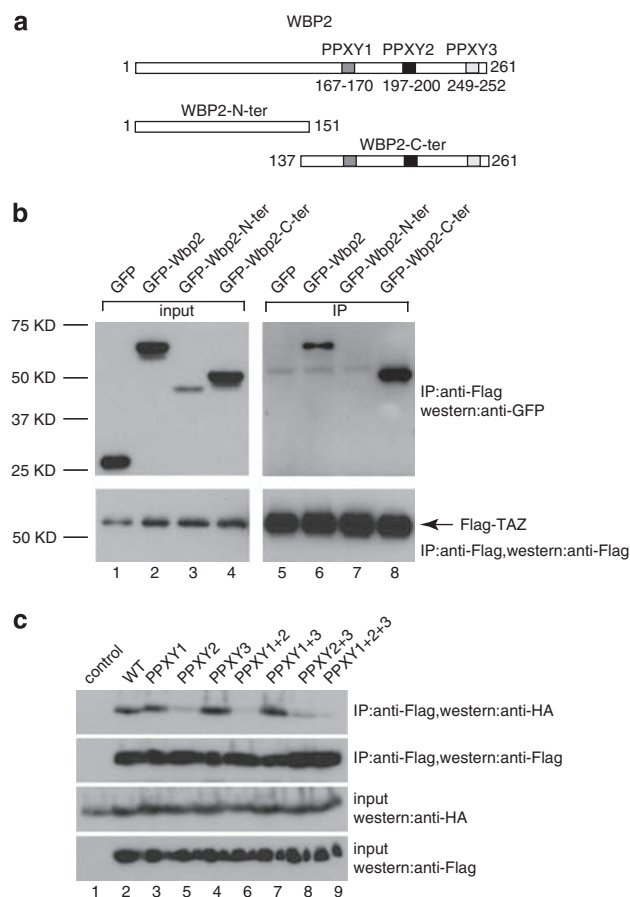 a
WBP2
PPXY1 PPXY2 PPXY3
1 261
167-170 197-200 249-252
WBP2-N-ter
1 151
WBP2-C-ter
137 261
b
GFP GFP-Wbp2 GFP-Wbp2-N-ter GFP-Wbp2-C-ter GFP GFP-Wbp2 GFP-Wbp2-N-ter GFP-Wbp2-C-ter
input IP
75 KD
50 KD
37 KD
25 KD
IP:anti-Flag
western:anti-GFP
50 KD
Flag-TAZ
IP:anti-Flag,western:anti-Flag
1 2 3 4 5 6 7 8
c
control WT PPXY1 PPXY2 PPXY3 PPXY1+2 PPXY1+3 PPXY2+3 PPXY1+2+3
IP:anti-Flag,western:anti-HA
IP:anti-Flag,western:anti-Flag
input
western:anti-HA
input
western:anti-Flag
1 2 3 5 4 6 7 8 9